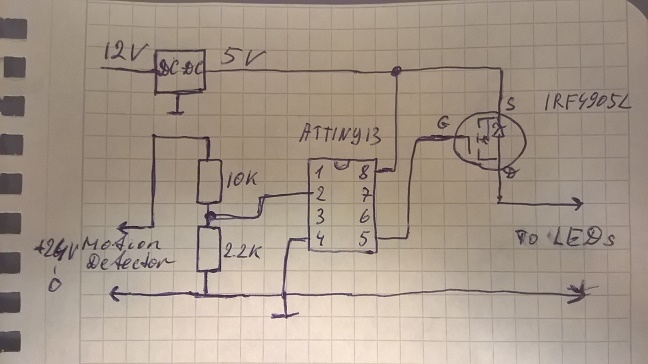 12V
DC-DC
5V
IRF4905L
S
G
D
ATTINY13
1 8
2 7
3 6
4 5
10K
2.2K
+24V
0
Motion
Detector
TO LEDs